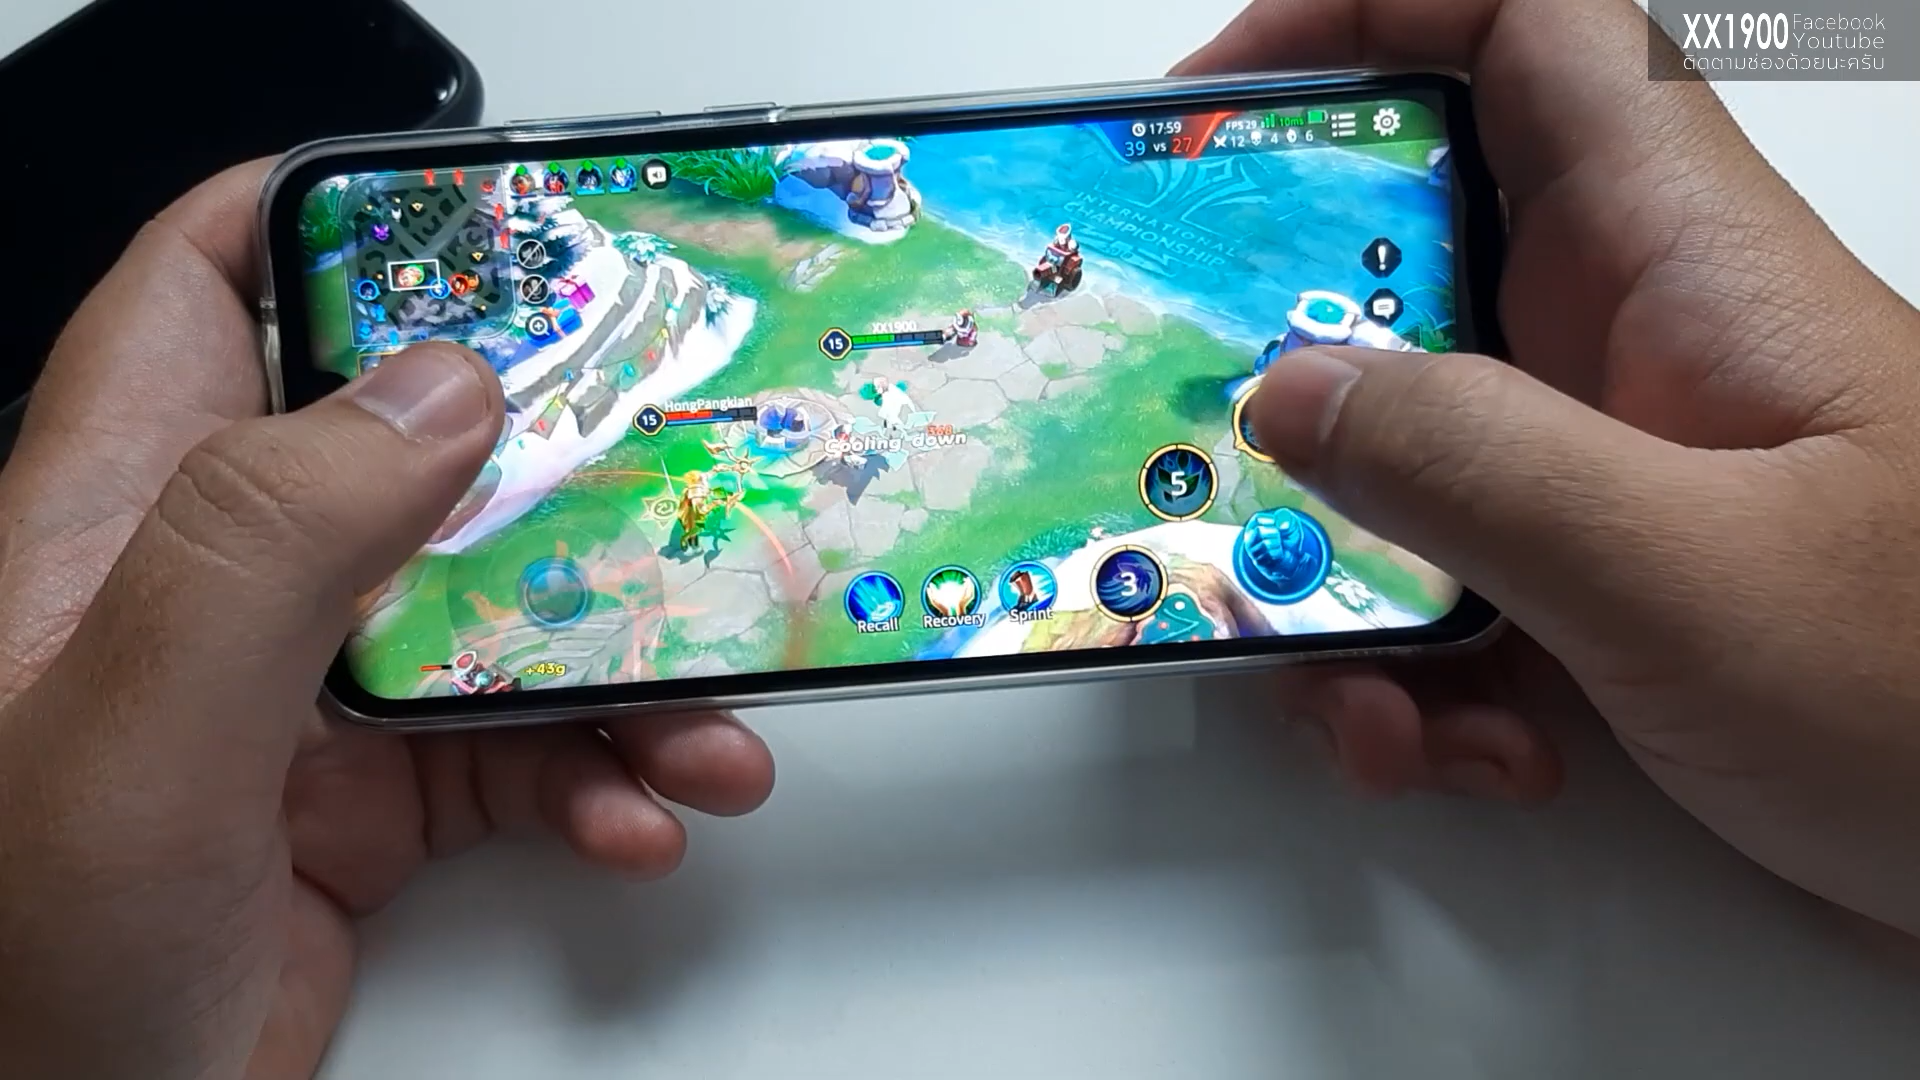 XX1900 Facebook
Youtube
ติดตามช่องด้วยนะครับ
17:59
39 vs 27
FPS 29 10ms
12 4 6
INTERNATIONAL
CHAMPIONSHIP
15 XX1900
15 HongPangkian
368
Cooling down
5
3
Recall Recovery Sprint
+43g